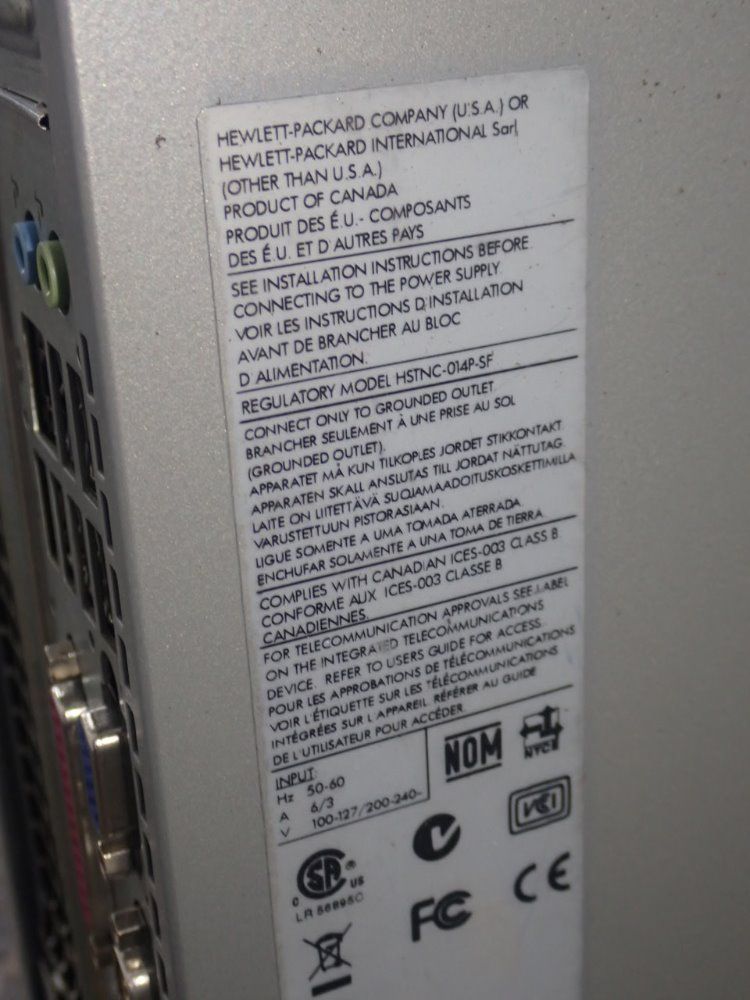 HEWLETT-PACKARD COMPANY (U.S.A.) OR
HEWLETT-PACKARD INTERNATIONAL Sarl,
(OTHER THAN U.S.A.)
PRODUCT OF CANADA
PRODUIT DES É.U.- COMPOSANTS
DES É.U. ET D'AUTRES PAYS
SEE INSTALLATION INSTRUCTIONS BEFORE
CONNECTING TO THE POWER SUPPLY.
VOIR LES INSTRUCTIONS D'INSTALLATION
AVANT DE BRANCHER AU BLOC
D'ALIMENTATION.
REGULATORY MODEL HSTNC-014P-SF
CONNECT ONLY TO GROUNDED OUTLET.
BRANCHER SEULEMENT À UNE PRISE AU SOL
(GROUNDED OUTLET).
APPARATET MÅ KUN TILKOPLES JORDET STIKKONTAKT.
APPARATEN SKALL ANSLUTAS TILL JORDAT NÄTTUTAG.
LAITE ON LIITETTÄVÄ SUOJAMAADOITUSKOSKETTIMILLA
VARUSTETTUUN PISTORASIAAN.
LIGUE SOMENTE A UMA TOMADA ATERRADA.
ENCHUFAR SOLAMENTE A UNA TOMA DE TIERRA.
COMPLIES WITH CANADIAN ICES-003 CLASS B.
CONFORME AUX ICES-003 CLASSE B
CANADIENNES.
FOR TELECOMMUNICATION APPROVALS SEE LABEL
ON THE INTEGRATED TELECOMMUNICATIONS
DEVICE. REFER TO USERS GUIDE FOR ACCESS.
POUR LES APPROBATIONS DE TÉLÉCOMMUNICATIONS
VOIR L'ÉTIQUETTE SUR LES TÉLÉCOMMUNICATIONS
INTÉGRÉES SUR L'APPAREIL. RÉFÉRER AU GUIDE
DE L'UTILISATEUR POUR ACCÉDER.
INPUT:
Hz 50-60
A 6/3
V 100-127/200-240~
NOM
NYCE
VCI
SA ® US
LR
FC
CE